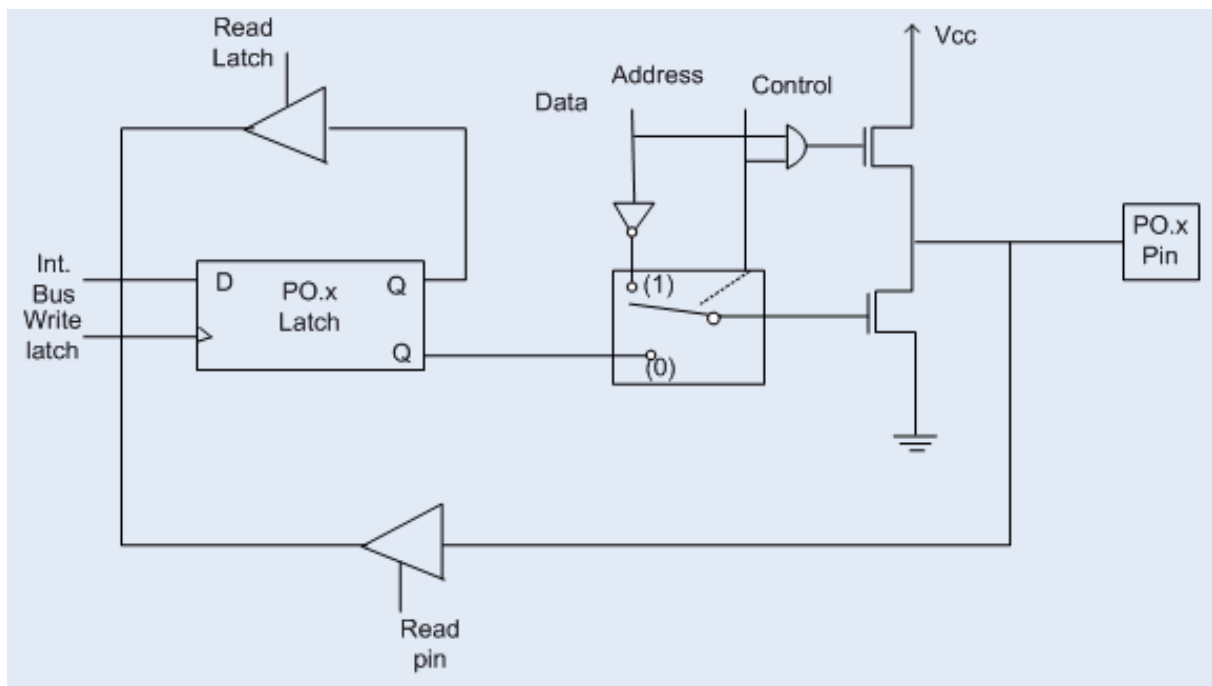 Read
Latch
Vcc
Address
Control
Data
PO.x
Pin
Int.
Bus
Write
latch
D
PO.x
Latch
Q
Q
(1)
(0)
Read
pin